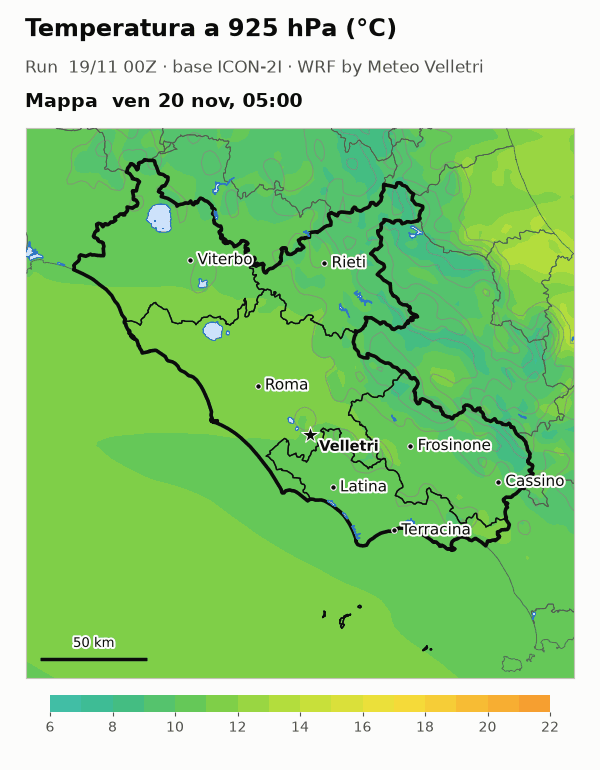 Temperatura a 925 hPa (°C)
Run  19/11 00Z · base ICON-2I · WRF by Meteo Velletri
Mappa  ven 20 nov, 05:00
Viterbo
Rieti
Roma
Velletri
Frosinone
Latina
Cassino
Terracina
50 km
6 8 10 12 14 16 18 20 22